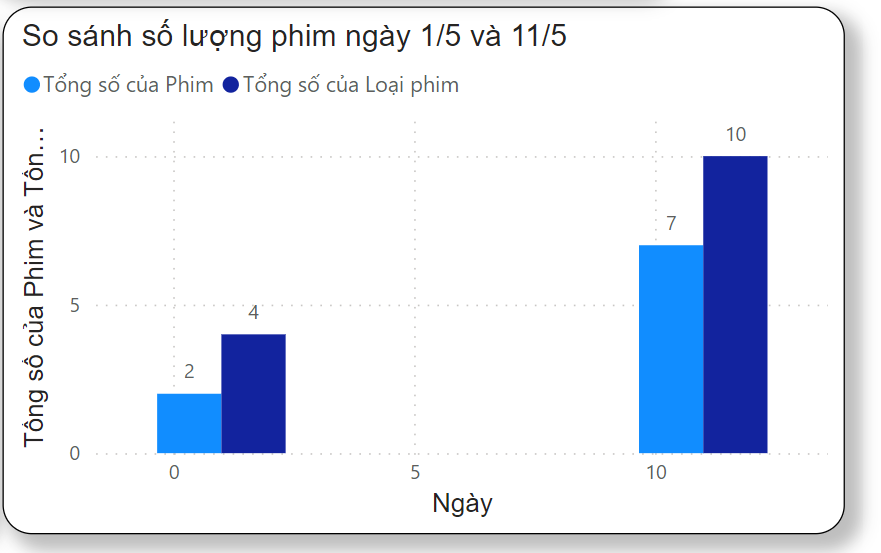 So sánh số lượng phim ngày 1/5 và 11/5
Tổng số của Phim Tổng số của Loại phim
Tổng số của Phim và Tổn...
10
5
0
2
4
7
10
0 5 10
Ngày